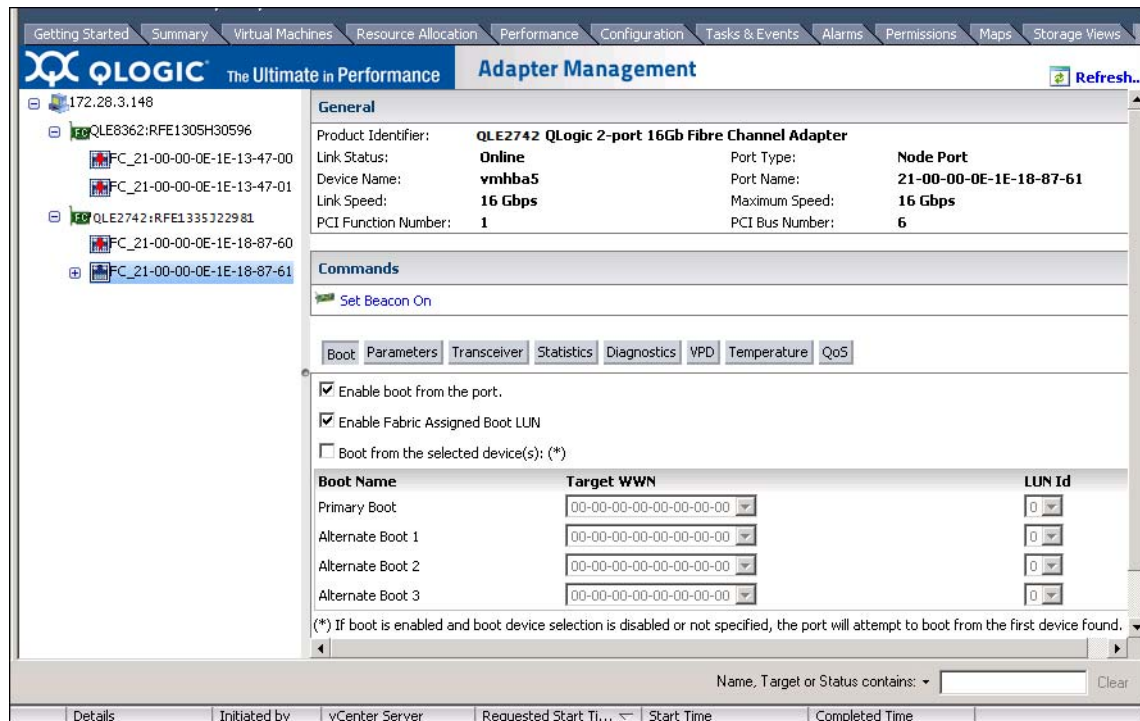 Getting Started Summary Virtual Machines Resource Allocation Performance Configuration Tasks & Events Alarms Permissions Maps Storage Views
QLOGIC The Ultimate in Performance Adapter Management
Refresh..
172.28.3.148
QLE8362:RFE1305H30596
FC_21-00-00-0E-1E-13-47-00
FC_21-00-00-0E-1E-13-47-01
QLE2742:RFE1335J22981
FC_21-00-00-0E-1E-18-87-60
FC_21-00-00-0E-1E-18-87-61
General
Product Identifier: QLE2742 QLogic 2-port 16Gb Fibre Channel Adapter
Link Status: Online Port Type: Node Port
Device Name: vmhba5 Port Name: 21-00-00-0E-1E-18-87-61
Link Speed: 16 Gbps Maximum Speed: 16 Gbps
PCI Function Number: 1 PCI Bus Number: 6
Commands
Set Beacon On
Boot Parameters Transceiver Statistics Diagnostics VPD Temperature QoS
Enable boot from the port.
Enable Fabric Assigned Boot LUN
Boot from the selected device(s): (*)
Boot Name Target WWN LUN Id
Primary Boot 00-00-00-00-00-00-00-00 0
Alternate Boot 1 00-00-00-00-00-00-00-00 0
Alternate Boot 2 00-00-00-00-00-00-00-00 0
Alternate Boot 3 00-00-00-00-00-00-00-00 0
(*) If boot is enabled and boot device selection is disabled or not specified, the port will attempt to boot from the first device found.
Name, Target or Status contains: Clear
Details Initiated by vCenter Server Requested Start Ti... Start Time Completed Time